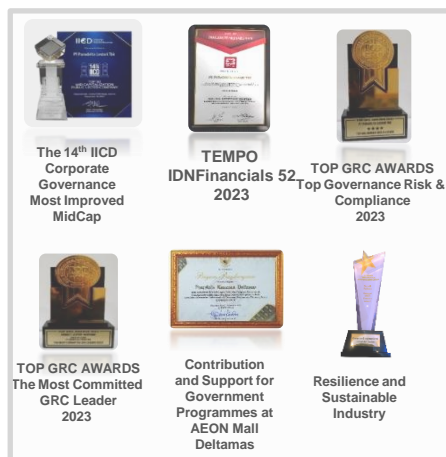 IICD
The 14th IICD
Corporate
Governance
Most Improved
MidCap
TEMPO
IDNFinancials 52
2023
TOP GRC AWARDS
Top Governance Risk &
Compliance
2023
TOP GRC AWARDS
The Most Committed
GRC Leader
2023
Contribution
and Support for
Government
Programmes at
AEON Mall
Deltamas
Resilience and
Sustainable
Industry